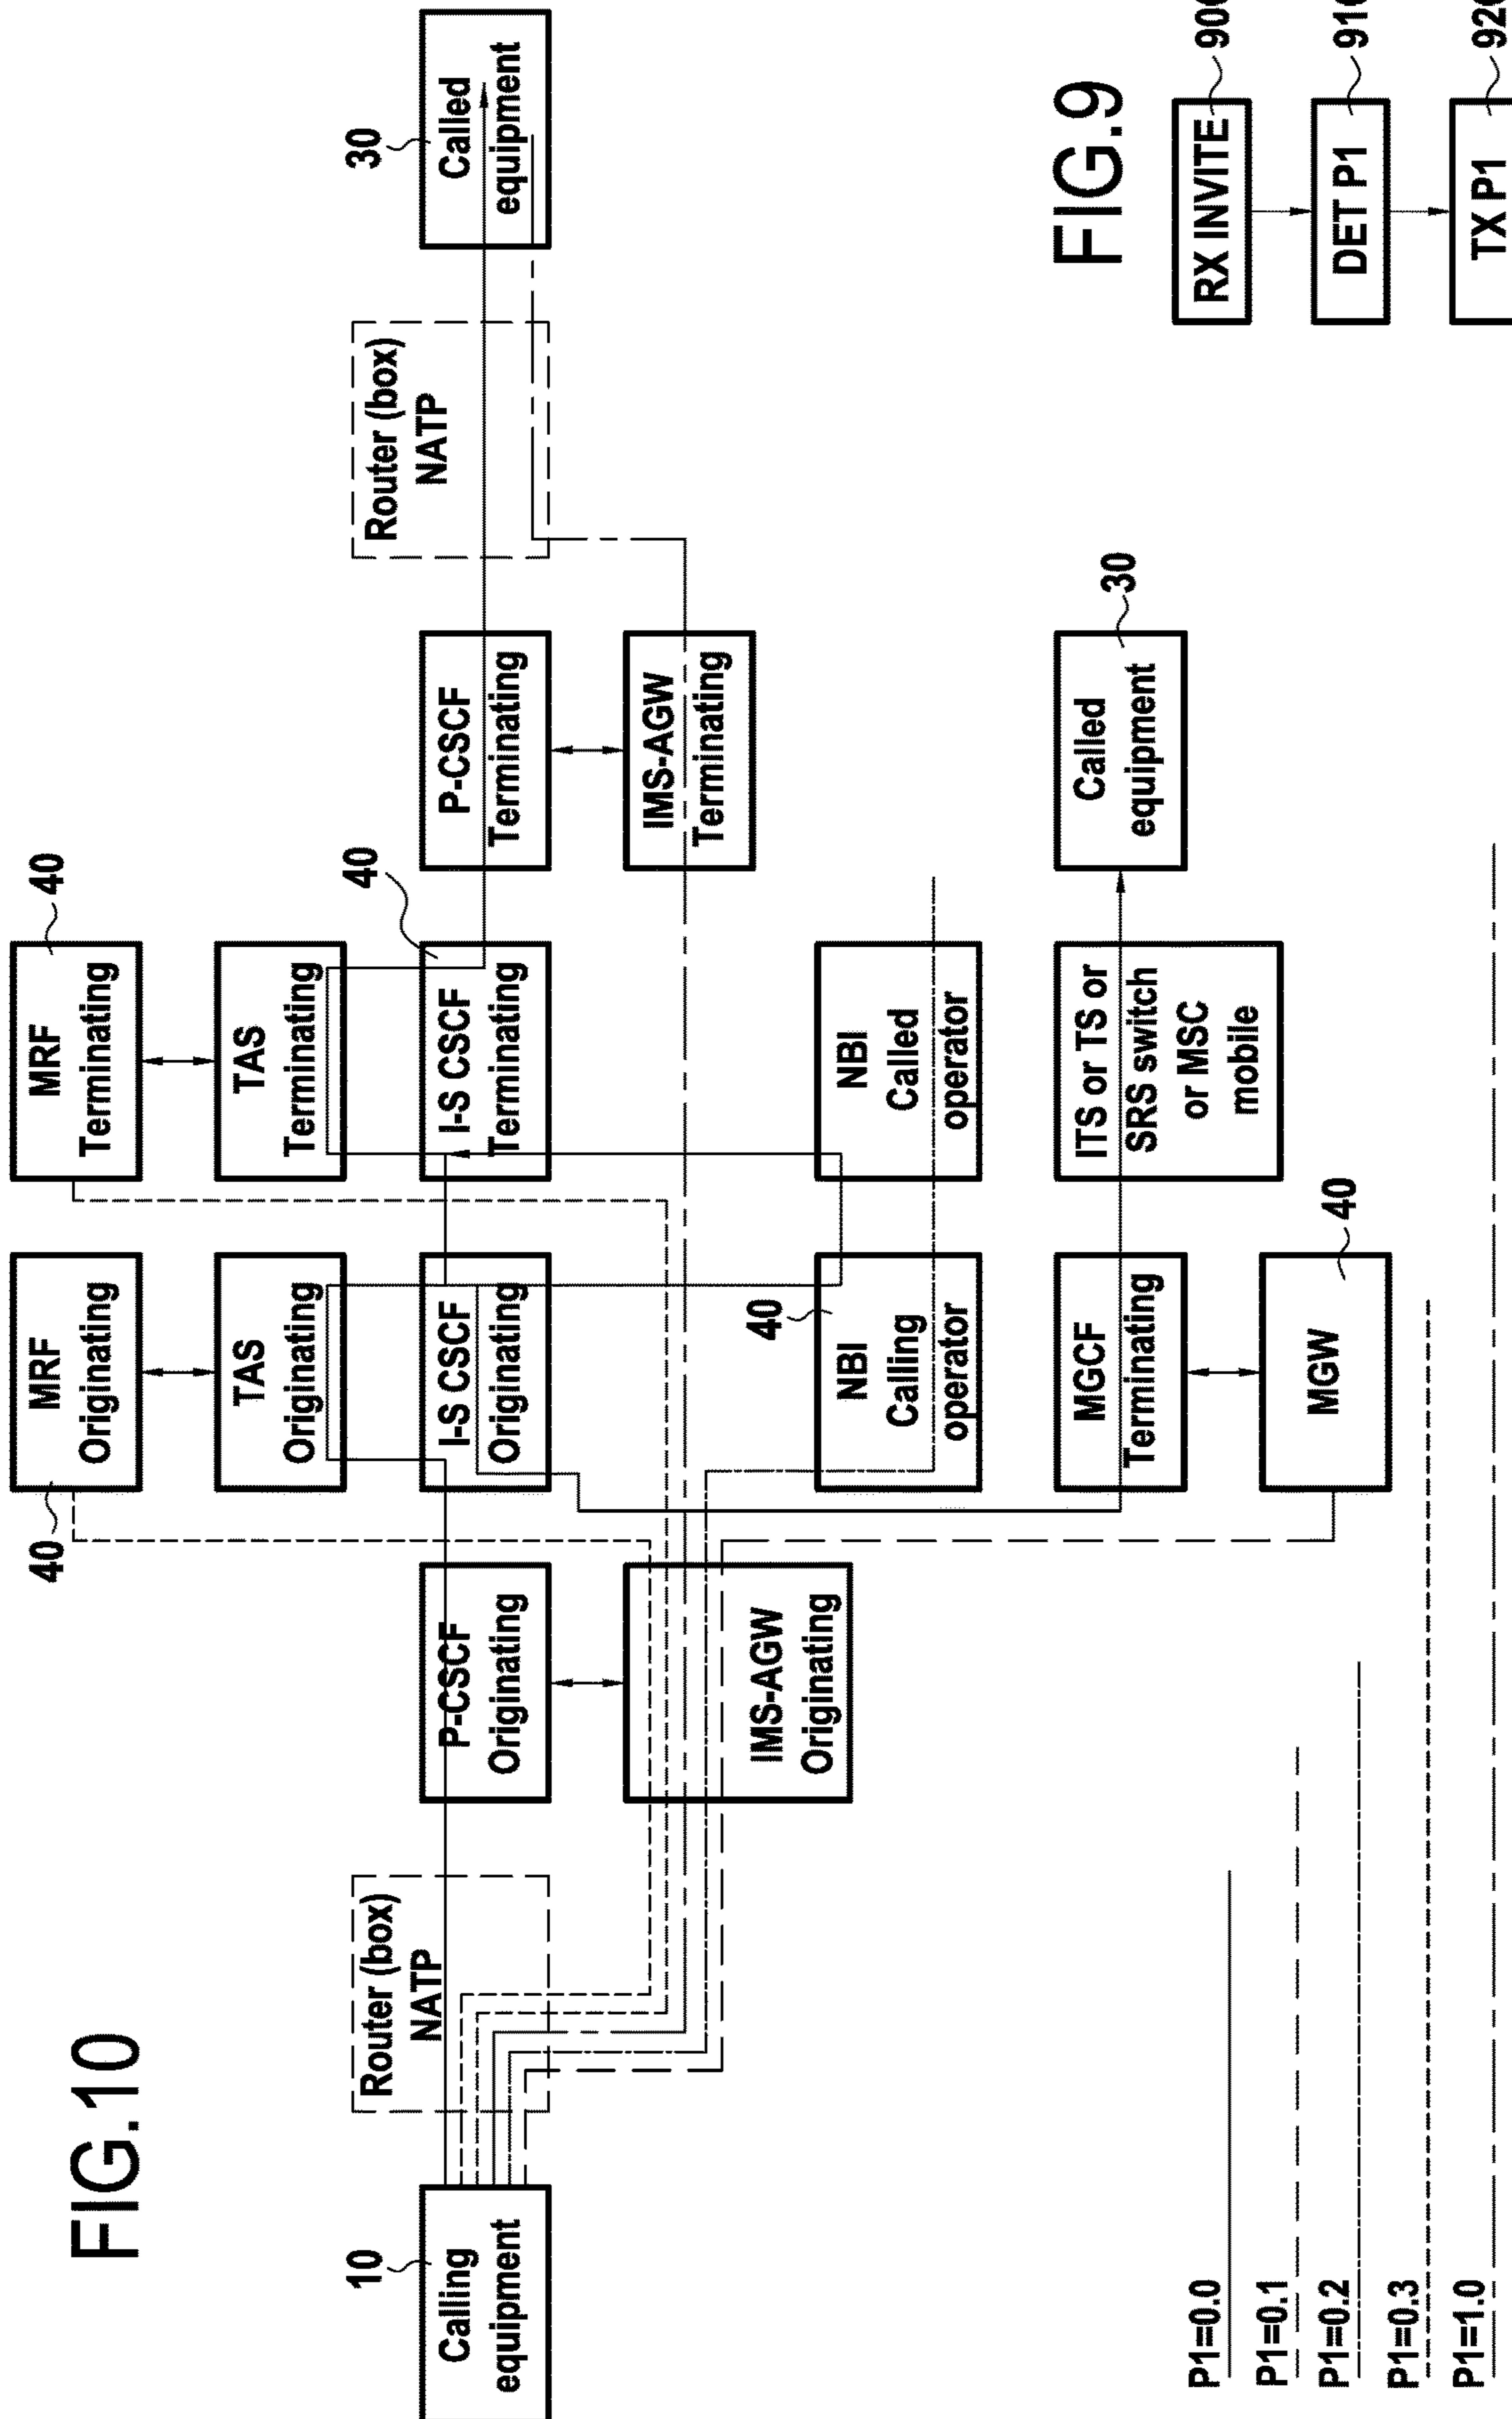 FIG.10
10
Calling
equipment
Router (box)
NATP
P-CSCF
Originating
IMS-AGW
Originating
40
MRF
Originating
TAS
Originating
I-S CSCF
Originating
40
NBI
Calling
operator
MGCF
Terminating
MGW
40
40
MRF
Terminating
TAS
Terminating
40
I-S CSCF
Terminating
NBI
Called
operator
ITS or TS or
SRS switch
or MSC
mobile
P-CSCF
Terminating
IMS-AGW
Terminating
30
Called
equipment
Router (box)
NATP
30
Called
equipment
P1=0.0
P1=0.1
P1=0.2
P1=0.3
P1=1.0
FIG.9
RX INVITE
DET P1
TX P1